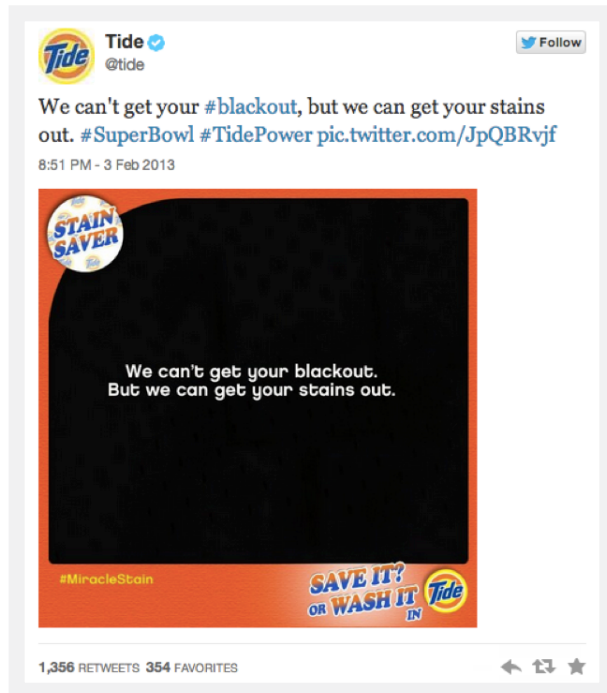 Tide
Tide
@tide
Follow
We can't get your #blackout, but we can get your stains
out. #SuperBowl #TidePower pic.twitter.com/JpQBRvjf
8:51 PM - 3 Feb 2013
STAIN
SAVER
Tide
We can't get your blackout.
But we can get your stains out.
#MiracleStain
SAVE IT?
OR WASH IT
IN
Tide
1,356 RETWEETS 354 FAVORITES